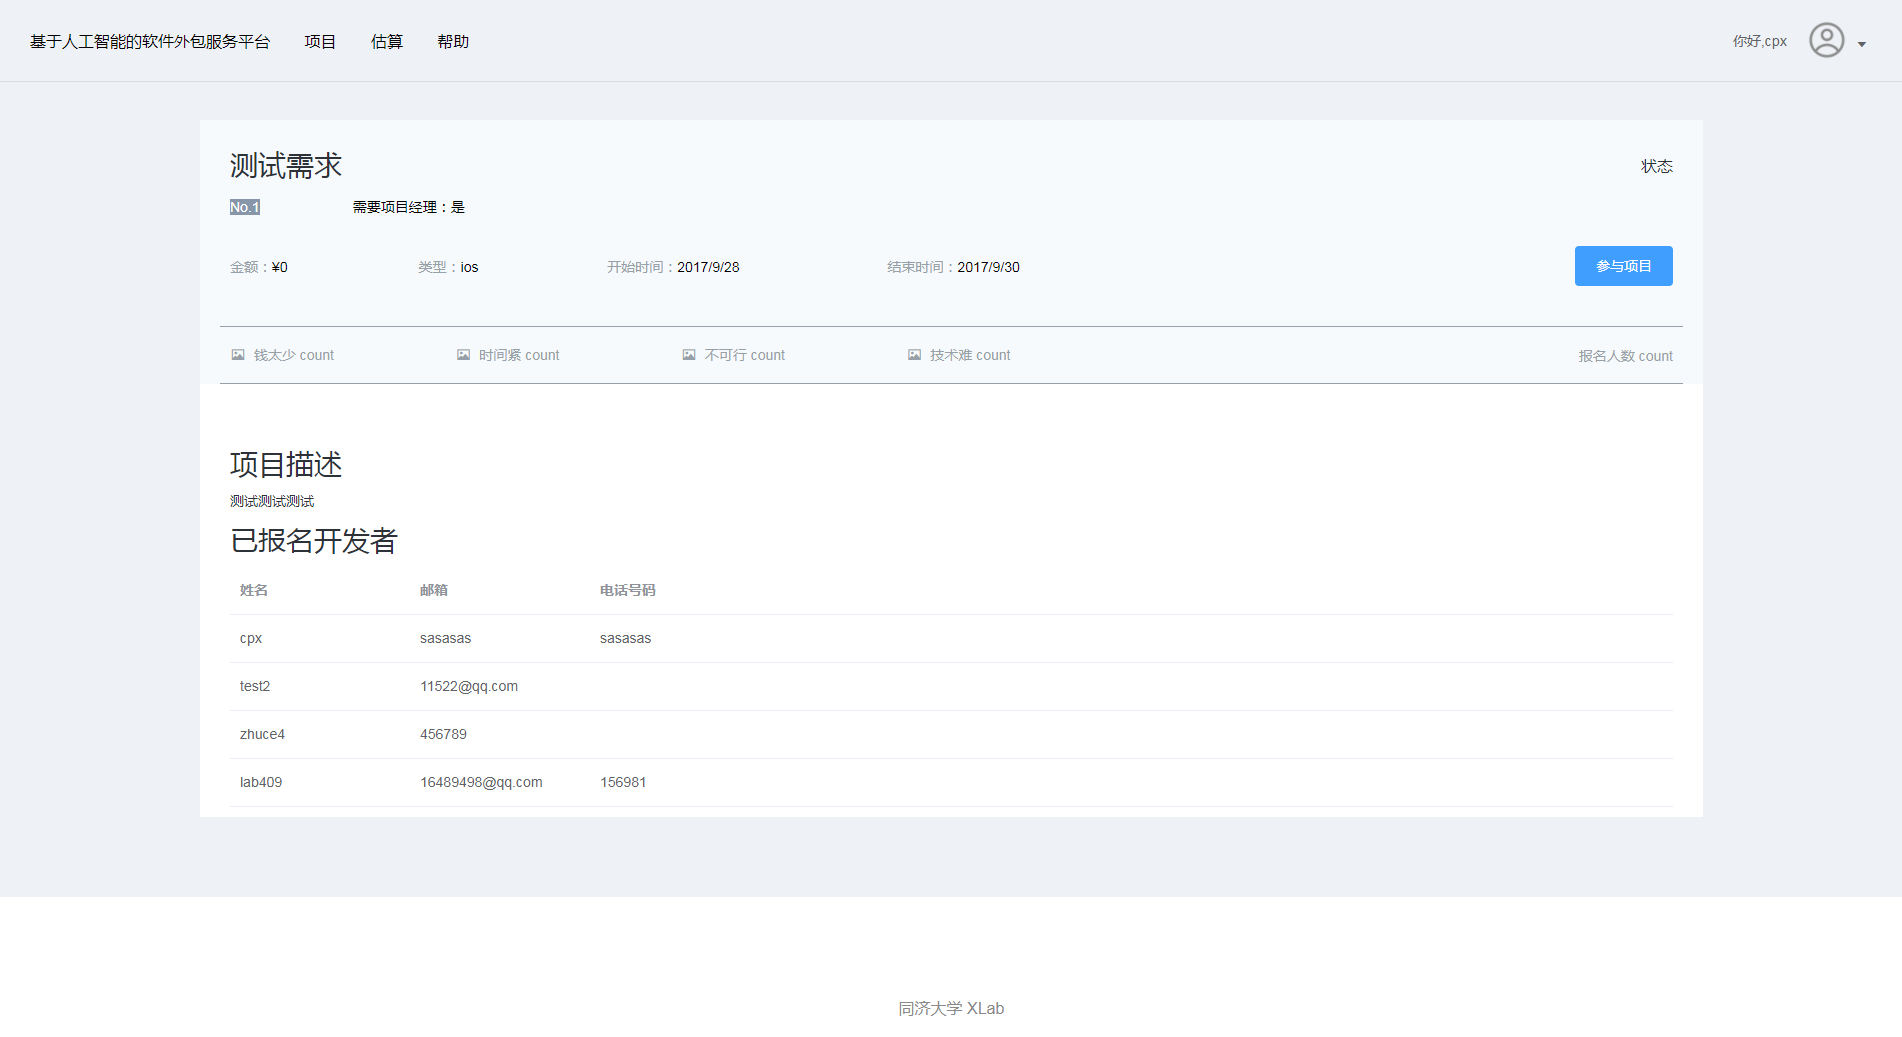 基于人工智能的软件外包服务平台 项目 估算 帮助 你好,cpx
测试需求 状态
No.1 需要项目经理：是
金额：¥0 类型：ios 开始时间：2017/9/28 结束时间：2017/9/30 参与项目
钱太少 count 时间紧 count 不可行 count 技术难 count 报名人数 count
项目描述
测试测试测试
已报名开发者
姓名 邮箱 电话号码
cpx sasasas sasasas
test2 11522@qq.com
zhuce4 456789
lab409 16489498@qq.com 156981
同济大学 XLab